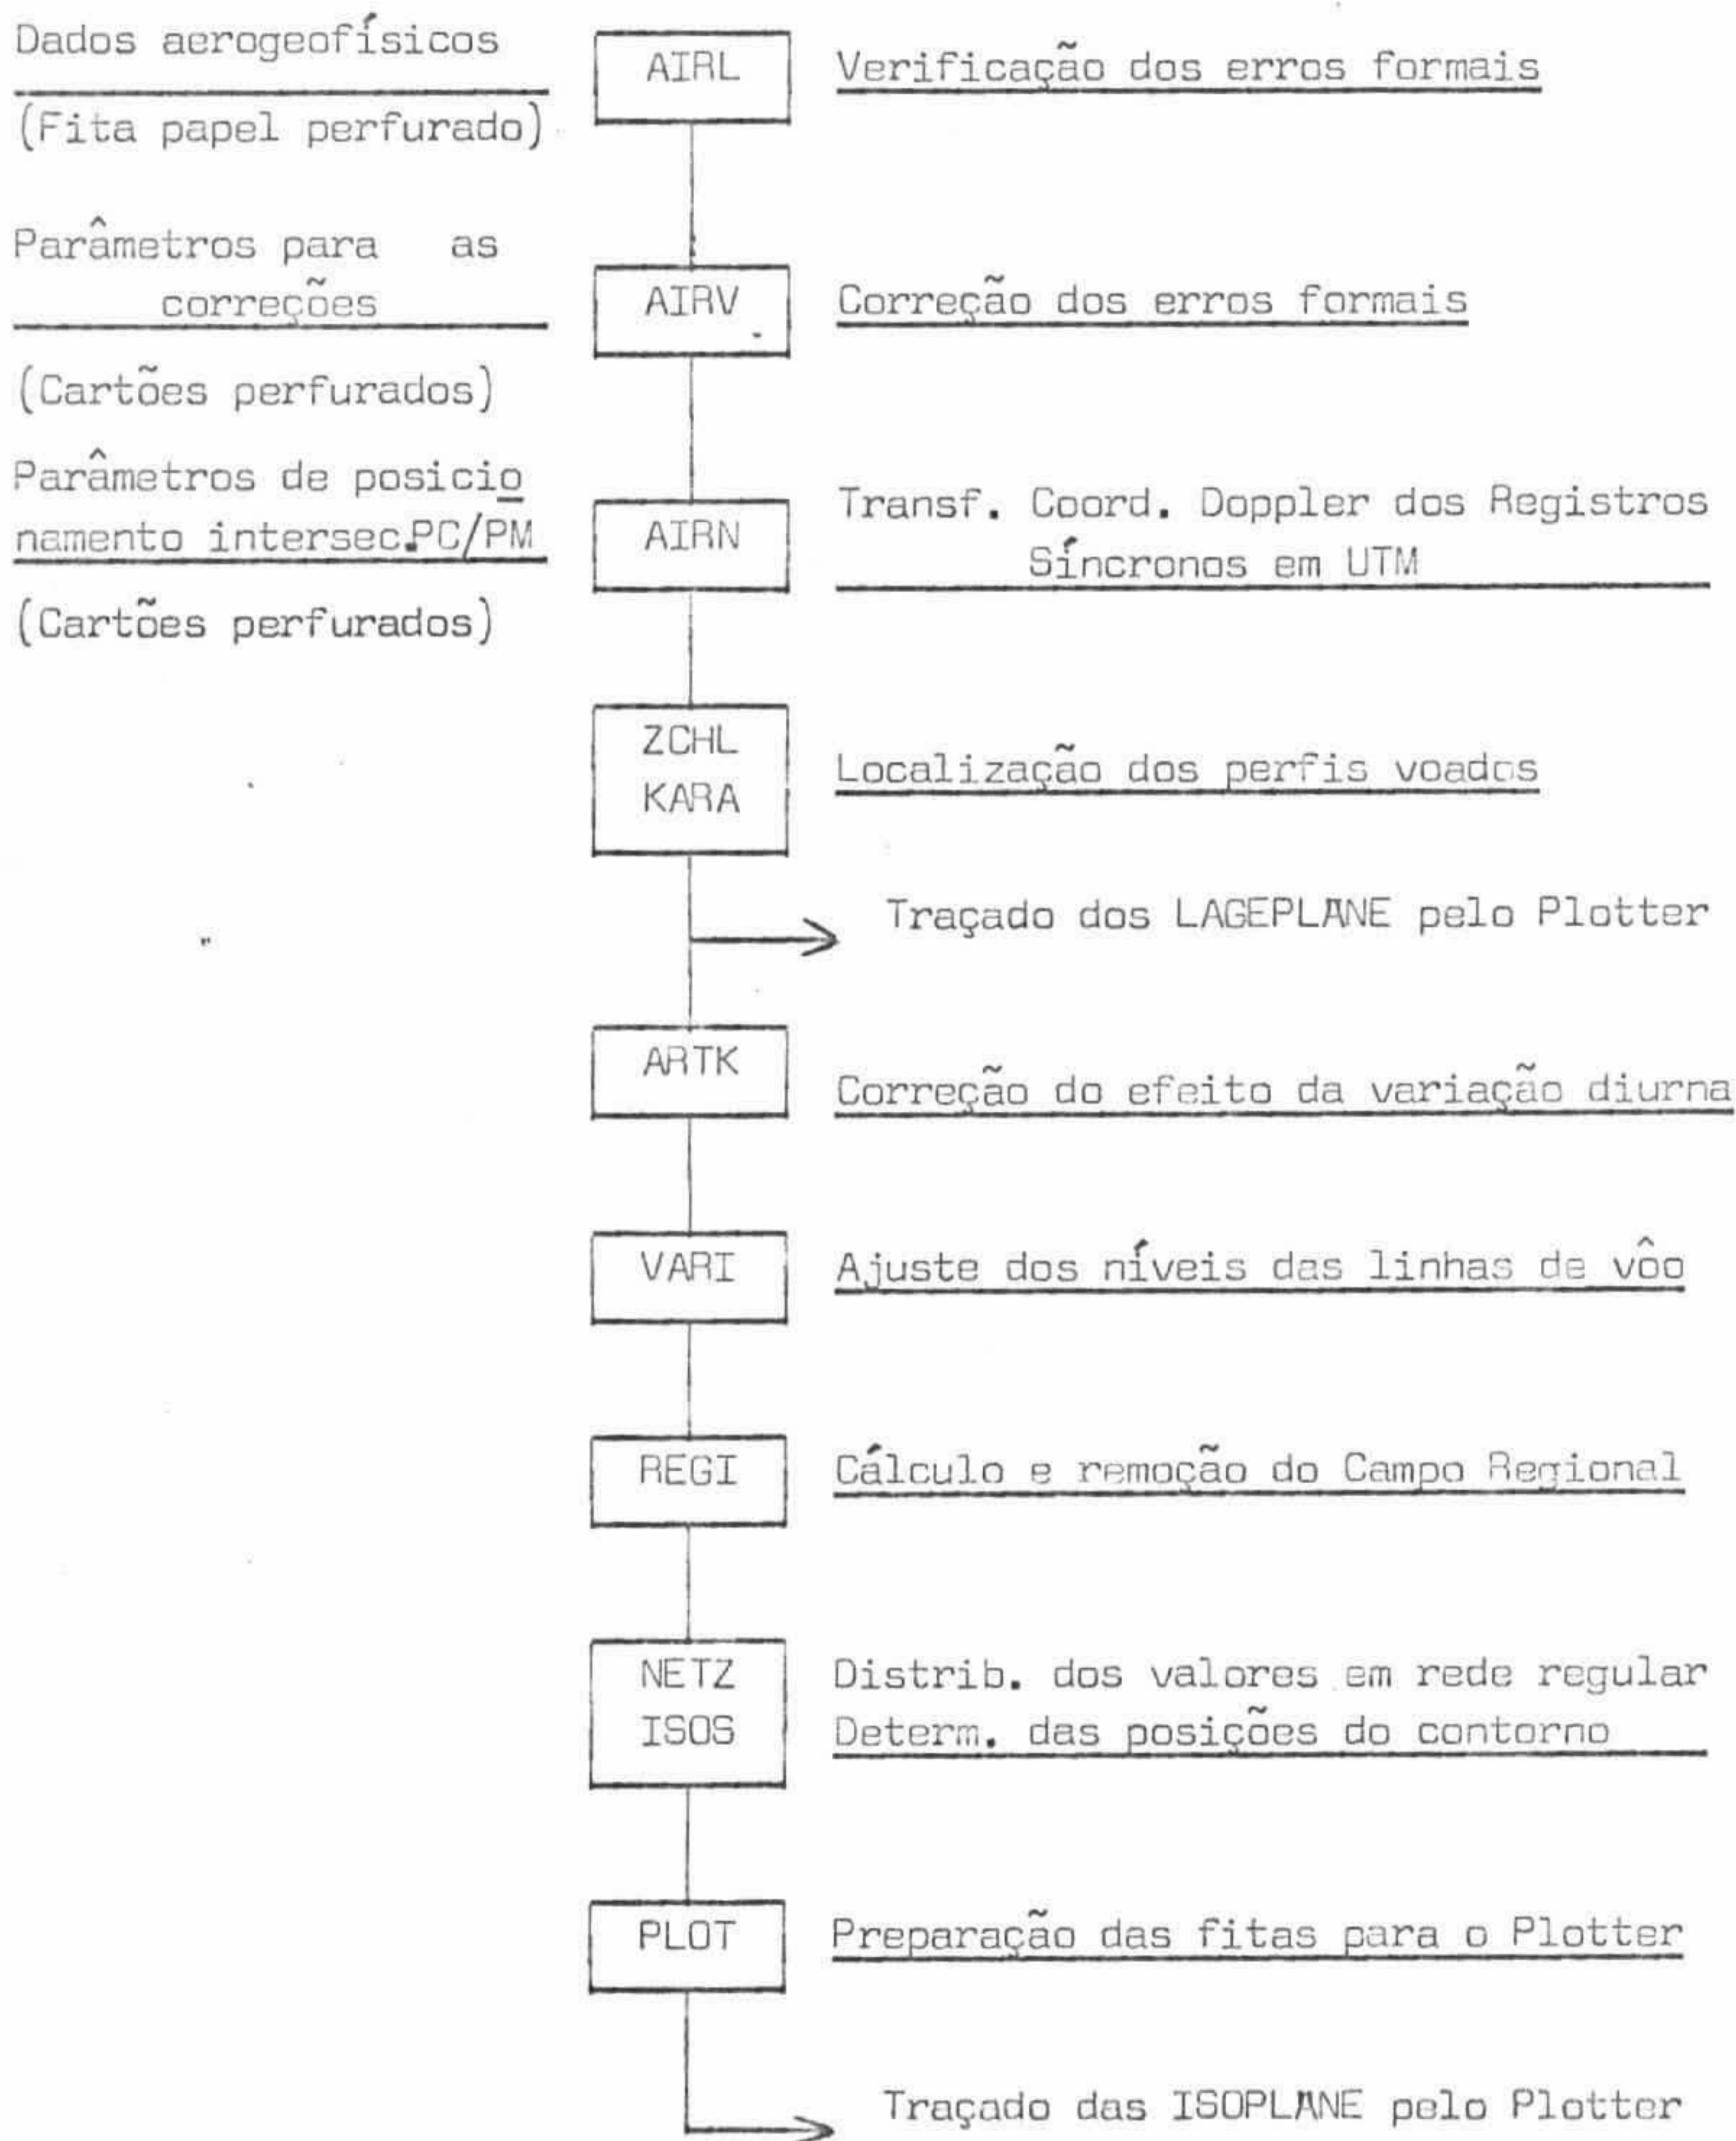 Dados aerogeofísicos
(Fita papel perfurado)
AIRL
Verificação dos erros formais
Parâmetros para as
correções
(Cartões perfurados)
AIRV
Correção dos erros formais
Parâmetros de posicio
namento intersec.PC/PM
(Cartões perfurados)
AIRN
Transf. Coord. Doppler dos Registros
Síncronos em UTM
ZCHL
KARA
Localização dos perfis voados
Traçado dos LAGEPLANE pelo Plotter
ARTK
Correção do efeito da variação diurna
VARI
Ajuste dos níveis das linhas de vôo
REGI
Cálculo e remoção do Campo Regional
NETZ
ISOS
Distrib. dos valores em rede regular
Determ. das posições do contorno
PLOT
Preparação das fitas para o Plotter
Traçado das ISOPLANE pelo Plotter